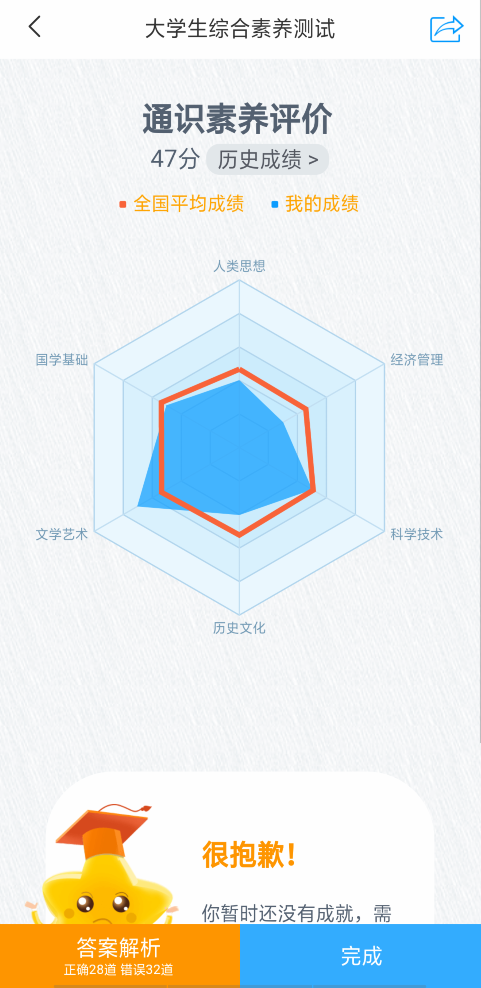 大学生综合素养测试
通识素养评价
47分 历史成绩 >
全国平均成绩 我的成绩
人类思想
国学基础 经济管理
文学艺术 科学技术
历史文化
很抱歉!
你暂时还没有成就，需
答案解析
正确28道 错误32道
完成